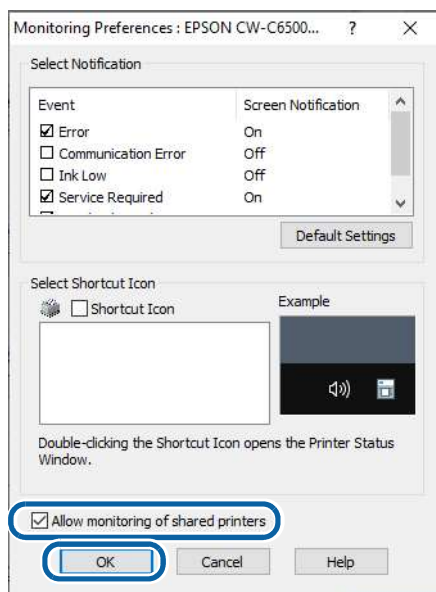 Monitoring Preferences : EPSON CW-C6500... ? X
Select Notification
Event Screen Notification
Error On
Communication Error Off
Ink Low Off
Service Required On
Default Settings
Select Shortcut Icon
Shortcut Icon
Example
Double-clicking the Shortcut Icon opens the Printer Status
Window.
Allow monitoring of shared printers
OK Cancel Help